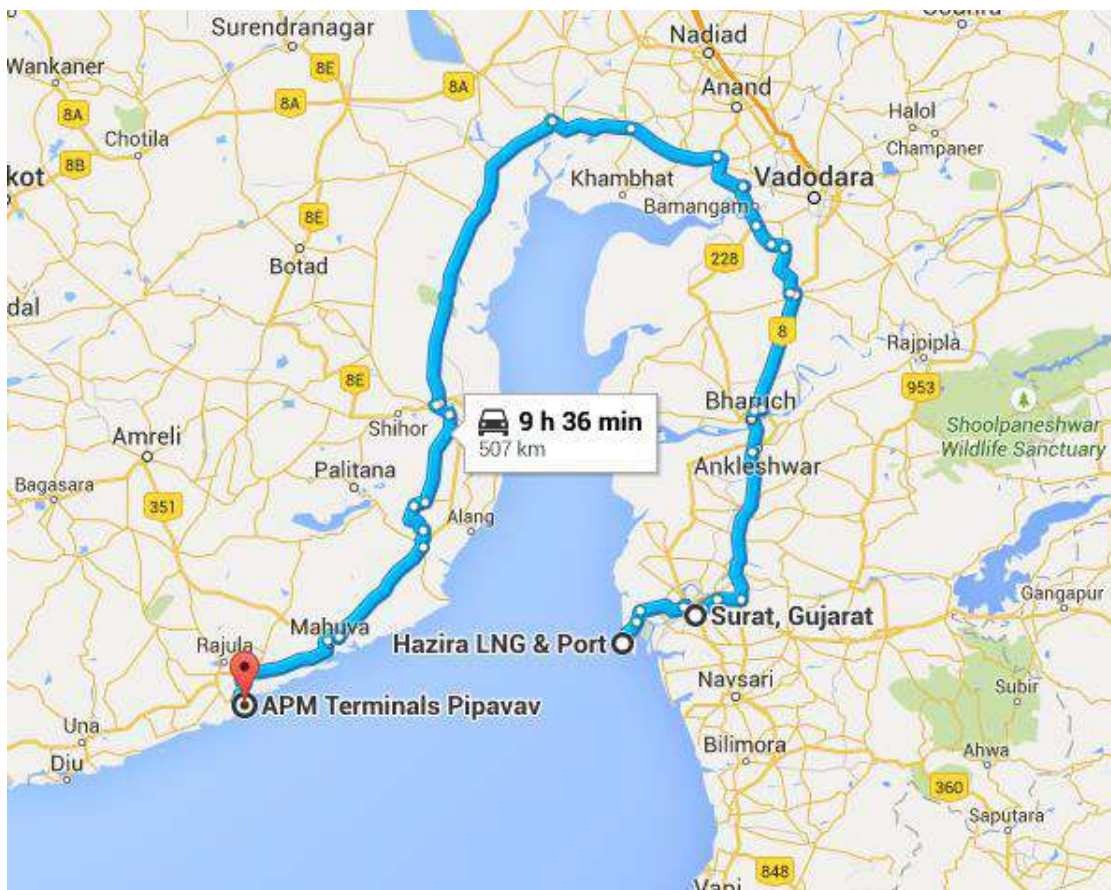 Surendranagar
Nadiad
Wankaner
8E
8A
8A
Anand
8A
Chotila
Halol
Champaner
8B
kot
Khambhat
Vadodara
Bamangam
8E
Botad
228
dal
8
Rajpipla
8E
953
Bharuch
9 h 36 min
507 km
Shihor
Shoolpaneshwar
Wildlife Sanctuary
Amreli
Ankleshwar
Palitana
Bagasara
351
Alang
Gangapur
Surat, Gujarat
Mahuva
Rajula
Hazira LNG & Port
Navsari
Subir
APM Terminals Pipavav
Una
Diu
Bilimora
Ahwa
360
Saputara
848